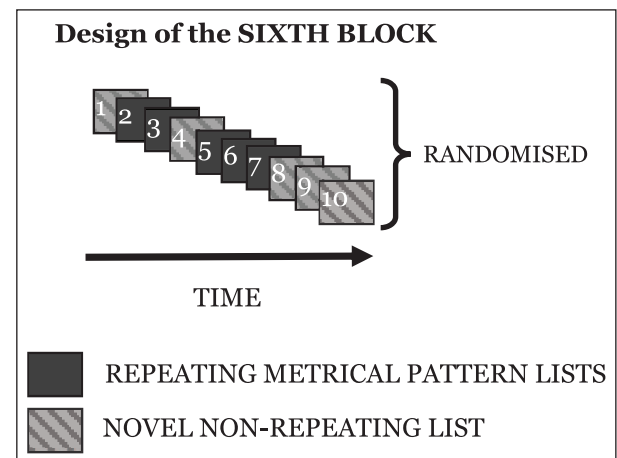 Design of the SIXTH BLOCK
1
2
3
4
5
6
7
8
9
10
RANDOMISED
TIME
REPEATING METRICAL PATTERN LISTS
NOVEL NON-REPEATING LIST